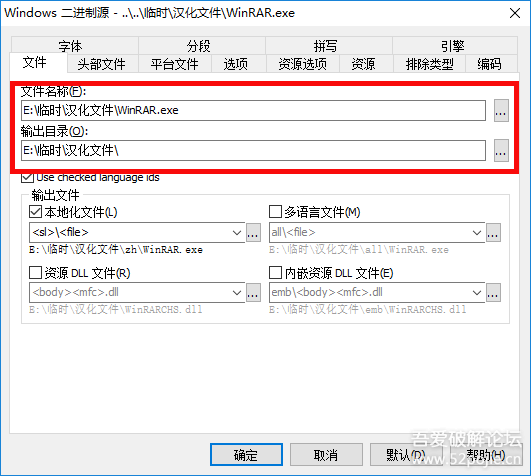 Windows 二进制源 - ..\..\临时\汉化文件\WinRAR.exe
字体 分段 拼写 引擎
文件 头部文件 平台文件 选项 资源选项 资源 排除类型 编码
文件名称(F):
E:\临时\汉化文件\WinRAR.exe ...
输出目录(O):
E:\临时\汉化文件\ ...
Use checked language ids
输出文件
本地化文件(L) 多语言文件(M)
<sl>\<file> ... all\<file> ...
E:\临时\汉化文件\zh\WinRAR.exe E:\临时\汉化文件\all\WinRAR.exe
资源 DLL 文件(R) 内嵌资源 DLL 文件(E)
<body><mfc>.dll ... emb\<body><mfc>.dll ...
E:\临时\汉化文件\WinRARCHS.dll E:\临时\汉化文件\emb\WinRARCHS.dll
吾爱破解论坛
确定 取消 默认(D) 帮助(H)
www.52pojie.cn